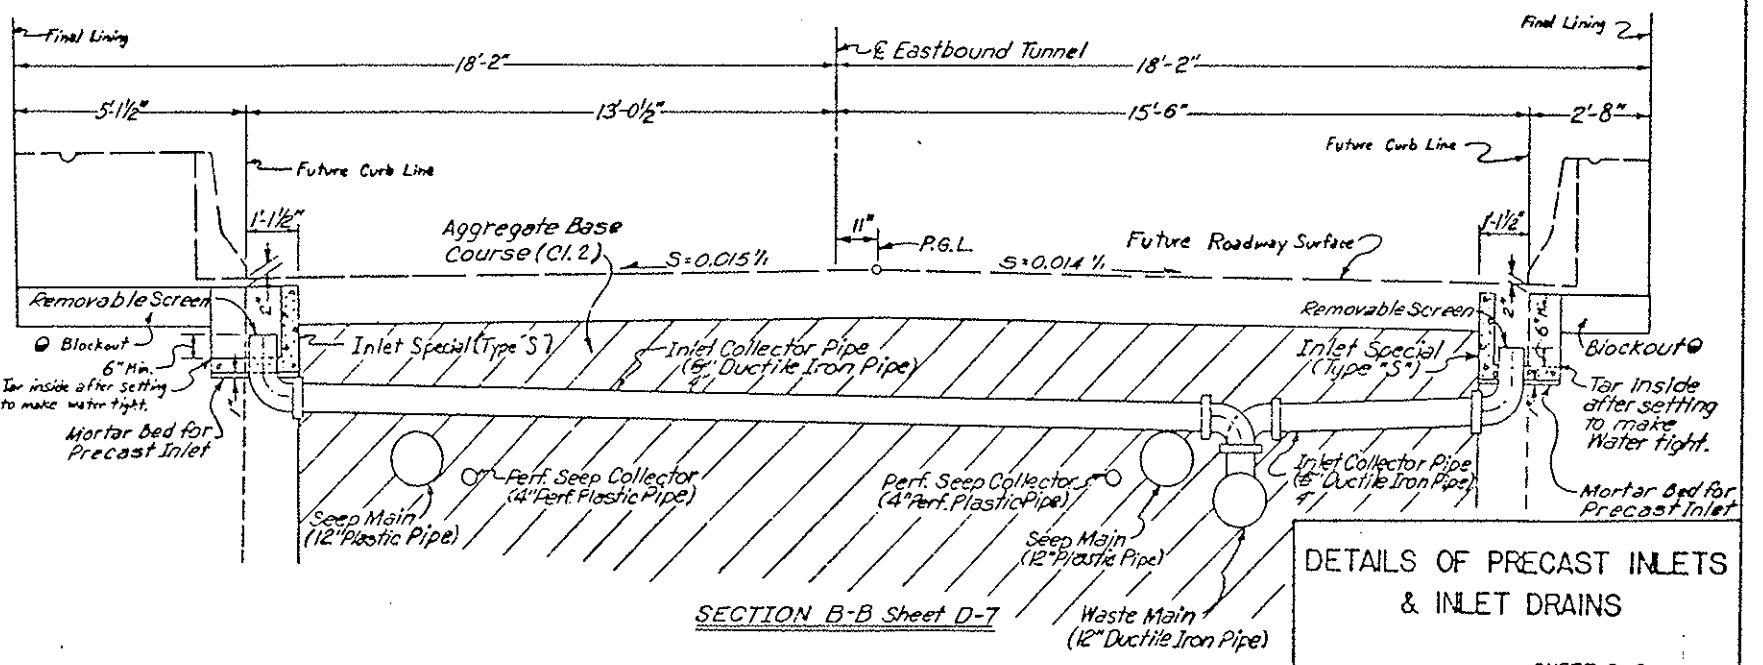 Final Lining
Final Lining
℄ Eastbound Tunnel
18'-2"
18'-2"
5'-1½"
13'-0½"
15'-6"
2'-8"
Future Curb Line
Future Curb Line
1'-1½"
Aggregate Base
Course (Cl. 2)
11"
P.G.L.
Future Roadway Surface
1'-1½"
S=0.015 '/,
S=0.014 '/,
Removable Screen
2"
Removable Screen
2"
6" Min.
Blockout
Inlet Special (Type "S")
Inlet Collector Pipe
(6" Ductile Iron Pipe)
4"
Inlet Special
(Type "S")
Blockout
6" Min.
Tar inside after setting
to make water tight.
1"
Tar Inside
after setting
to make
Water tight.
1"
Mortar Bed for
Precast Inlet
Perf. Seep Collector
(4" Perf. Plastic Pipe)
Perf. Seep Collector
(4" Perf. Plastic Pipe)
Inlet Collector Pipe
(6" Ductile Iron Pipe)
4"
Mortar Bed for
Precast Inlet
Seep Main
(12" Plastic Pipe)
Seep Main
(12" Plastic Pipe)
SECTION B-B Sheet D-7
Waste Main
(12" Ductile Iron Pipe)
DETAILS OF PRECAST INLETS
& INLET DRAINS